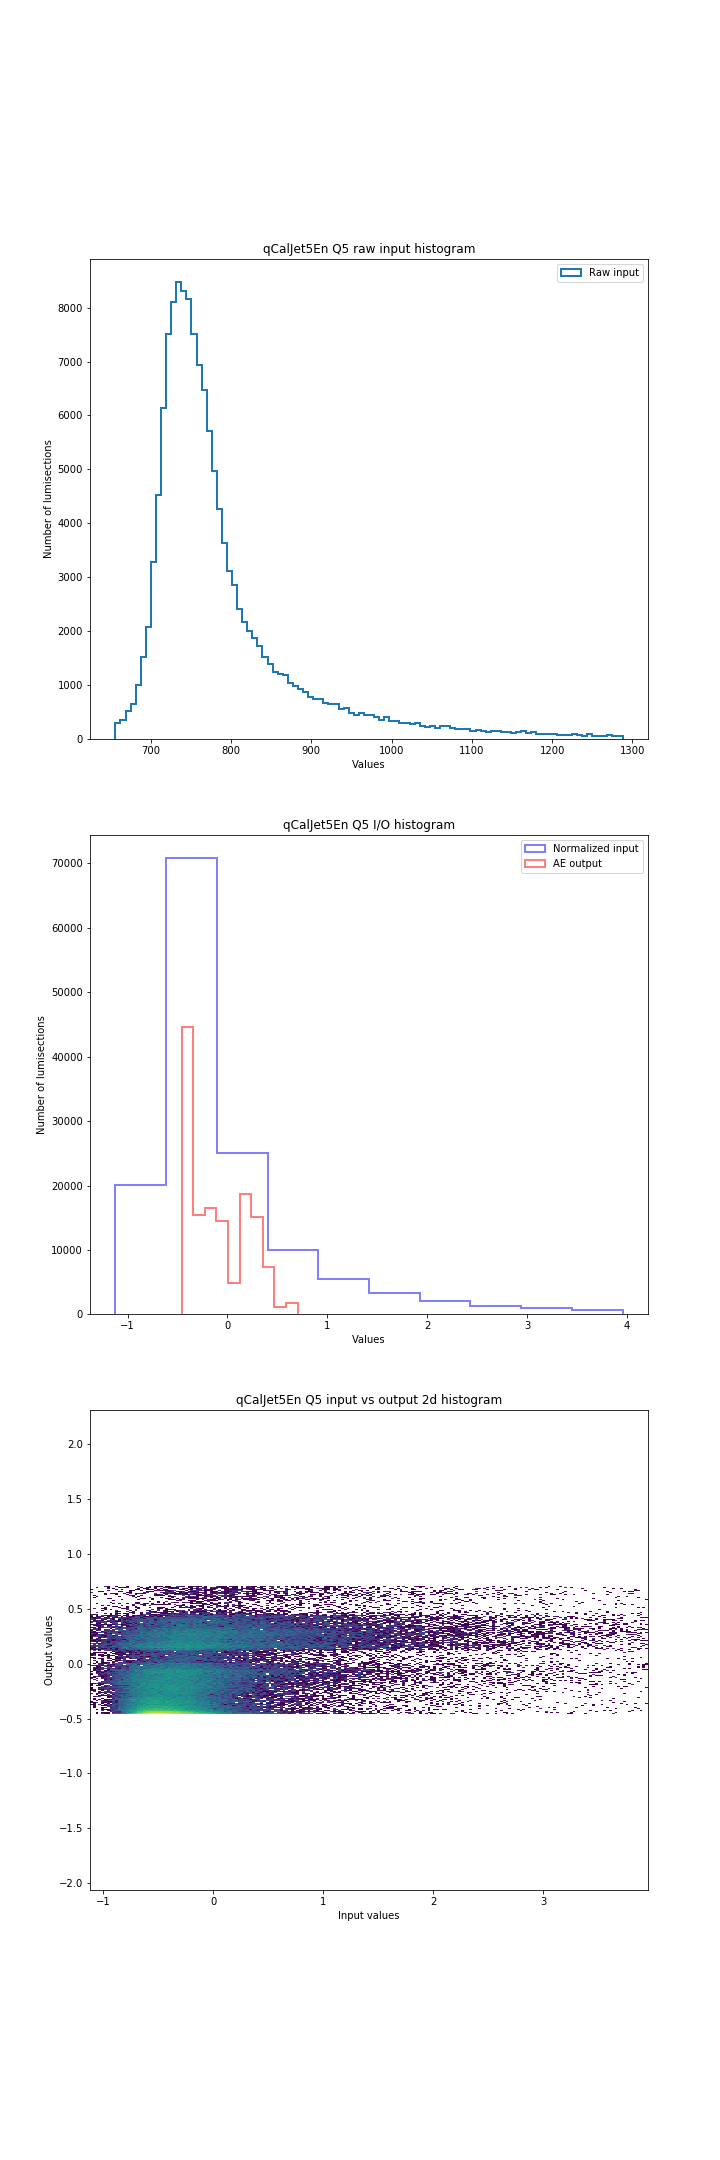 qCalJet5En Q5 raw input histogram
Raw input
8000
7000
6000
5000
4000
3000
2000
1000
0
Number of lumisections
700 800 900 1000 1100 1200 1300
Values
qCalJet5En Q5 I/O histogram
Normalized input
AE output
70000
60000
50000
40000
30000
20000
10000
0
Number of lumisections
−1 0 1 2 3 4
Values
qCalJet5En Q5 input vs output 2d histogram
2.0
1.5
1.0
0.5
0.0
−0.5
−1.0
−1.5
−2.0
Output values
−1 0 1 2 3
Input values